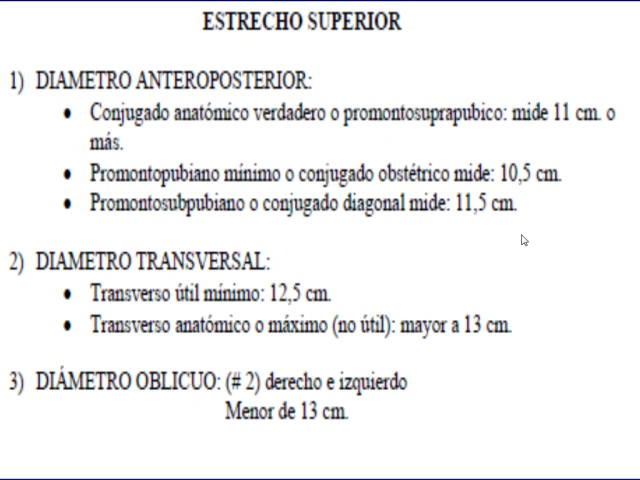 ESTRECHO SUPERIOR
1) DIAMETRO ANTEROPOSTERIOR:
• Conjugado anatómico verdadero o promontosuprapubico: mide 11 cm. o
más.
• Promontopubiano mínimo o conjugado obstétrico mide: 10,5 cm.
• Promontosubpubiano o conjugado diagonal mide: 11,5 cm.
2) DIAMETRO TRANSVERSAL:
• Transverso útil mínimo: 12,5 cm.
• Transverso anatómico o máximo (no útil): mayor a 13 cm.
3) DIÁMETRO OBLICUO: (# 2) derecho e izquierdo
Menor de 13 cm.